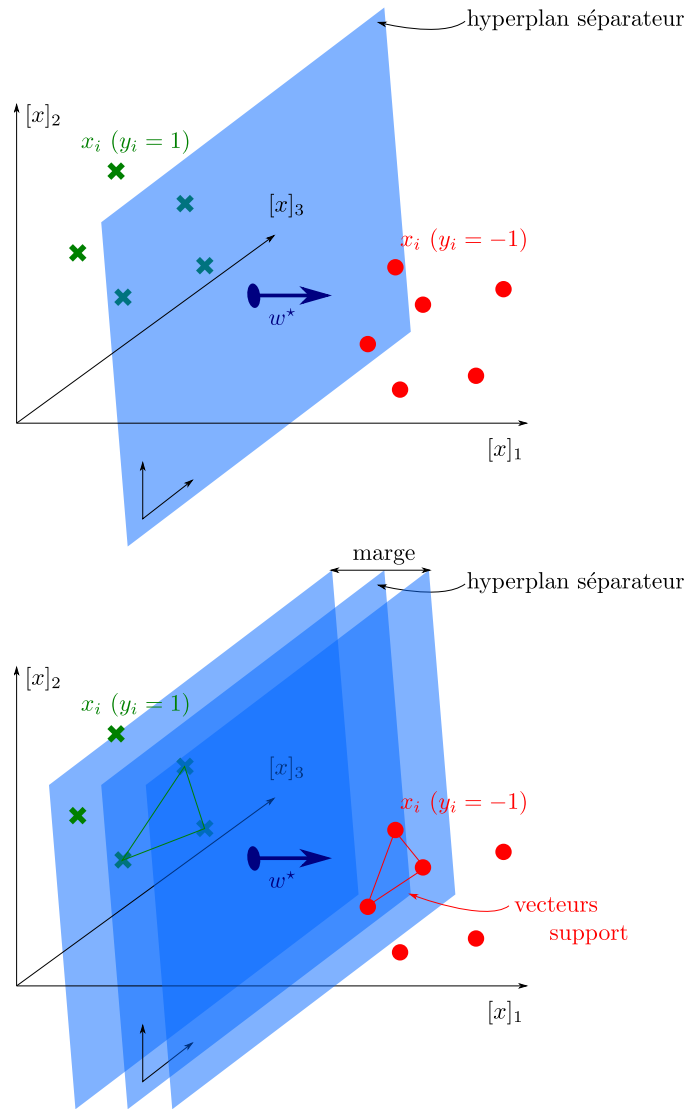 hyperplan séparateur
[x]₂
xᵢ (yᵢ = 1)
[x]₃
xᵢ (yᵢ = −1)
w⋆
[x]₁
marge
hyperplan séparateur
[x]₂
xᵢ (yᵢ = 1)
[x]₃
xᵢ (yᵢ = −1)
w⋆
vecteurs
support
[x]₁